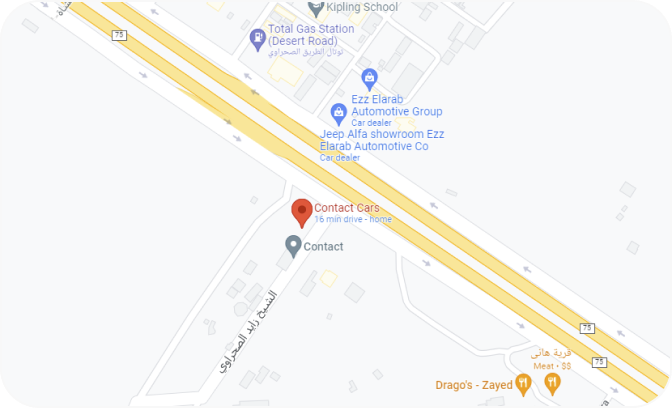 Kipling School
75
Total Gas Station
(Desert Road)
توتال الطريق الصحراوي
Ezz Elarab
Automotive Group
Car dealer
Jeep Alfa showroom Ezz
Elarab Automotive Co
Car dealer
Contact Cars
16 min drive - home
Contact
الشيخ زايد الصحراوي
75
قرية هاني
Meat • $$
75
Drago's - Zayed